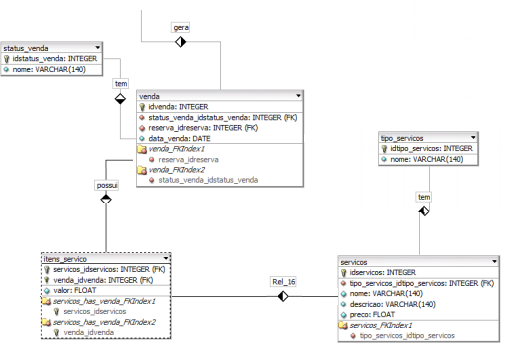 gera
status_venda
idstatus_venda: INTEGER
nome: VARCHAR(140)
tem
venda
idvenda: INTEGER
status_venda_idstatus_venda: INTEGER (FK)
reserva_idreserva: INTEGER (FK)
data_venda: DATE
venda_FKIndex1
reserva_idreserva
venda_FKIndex2
status_venda_idstatus_venda
tipo_servicos
idtipo_servicos: INTEGER
nome: VARCHAR(140)
possui
tem
itens_servico
servicos_idservicos: INTEGER (FK)
venda_idvenda: INTEGER (FK)
valor: FLOAT
servicos_has_venda_FKIndex1
servicos_idservicos
servicos_has_venda_FKIndex2
venda_idvenda
Rel_16
servicos
idservicos: INTEGER
tipo_servicos_idtipo_servicos: INTEGER (FK)
nome: VARCHAR(140)
descricao: VARCHAR(140)
preco: FLOAT
servicos_FKIndex1
tipo_servicos_idtipo_servicos